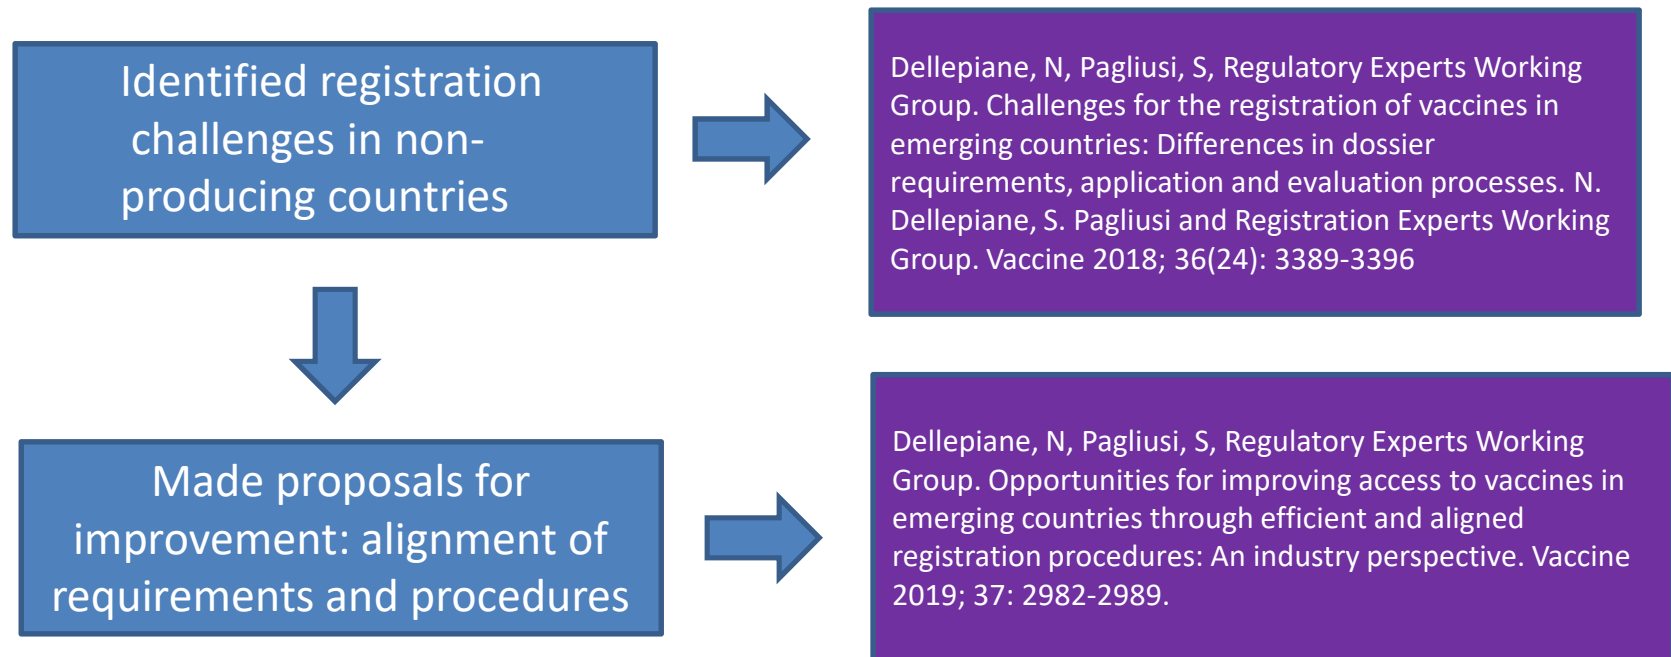 Identified registration
challenges in non-
producing countries
Dellepiane, N, Pagliusi, S, Regulatory Experts Working
Group. Challenges for the registration of vaccines in
emerging countries: Differences in dossier
requirements, application and evaluation processes. N.
Dellepiane, S. Pagliusi and Registration Experts Working
Group. Vaccine 2018; 36(24): 3389-3396
Made proposals for
improvement: alignment of
requirements and procedures
Dellepiane, N, Pagliusi, S, Regulatory Experts Working
Group. Opportunities for improving access to vaccines in
emerging countries through efficient and aligned
registration procedures: An industry perspective. Vaccine
2019; 37: 2982-2989.